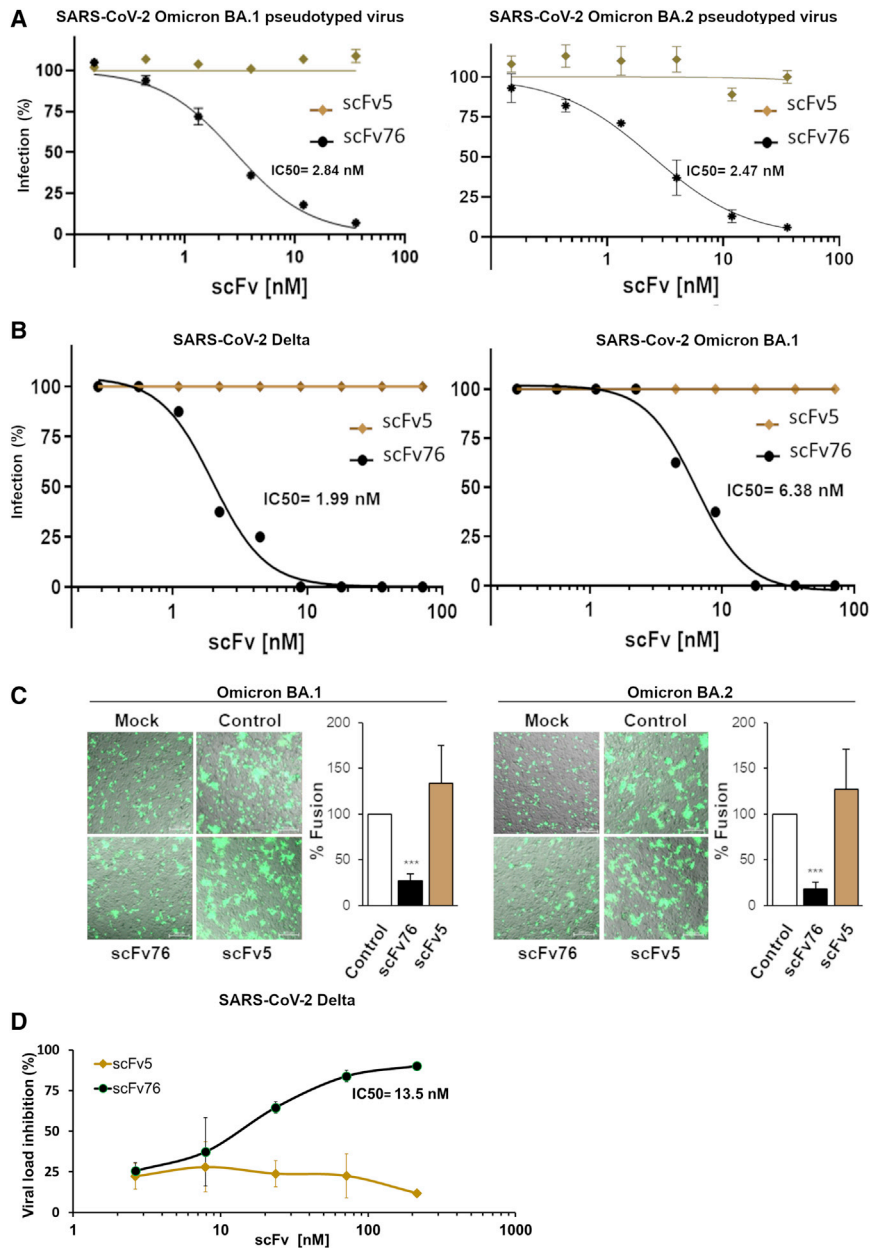 A
SARS-CoV-2 Omicron BA.1 pseudotyped virus
Infection (%)
100
75
50
25
0
scFv5
scFv76
IC50= 2.84 nM
1
10
100
scFv [nM]
SARS-CoV-2 Omicron BA.2 pseudotyped virus
100
75
50
25
0
scFv5
scFv76
IC50= 2.47 nM
1
10
100
scFv [nM]
B
SARS-CoV-2 Delta
Infection (%)
100
75
50
25
0
scFv5
scFv76
IC50= 1.99 nM
1
10
100
scFv [nM]
SARS-Cov-2 Omicron BA.1
100
75
50
25
0
scFv5
scFv76
IC50= 6.38 nM
1
10
100
scFv [nM]
C
Omicron BA.1
Mock
Control
scFv76
scFv5
% Fusion
200
150
100
50
0
***
Control
scFv76
scFv5
Omicron BA.2
Mock
Control
scFv76
scFv5
% Fusion
200
150
100
50
0
***
Control
scFv76
scFv5
D
SARS-CoV-2 Delta
Viral load inhibition (%)
100
75
50
25
0
scFv5
scFv76
IC50= 13.5 nM
1
10
100
1000
scFv [nM]